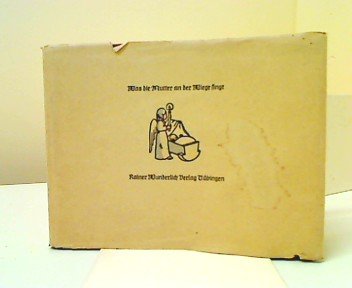 Was die Mutter an der Wiege singt
Rainer Wunderlich Verlag Tübingen